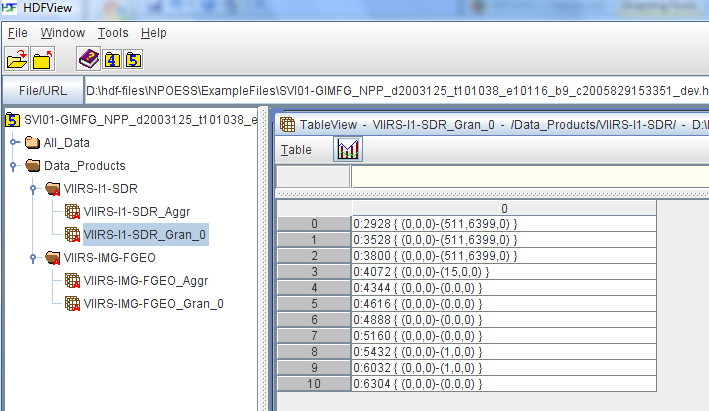 HDFView
File Window Tools Help
4 5
File/URL D:\hdf-files\NPOESS\ExampleFiles\SVI01-GIMFG_NPP_d2003125_t101038_e10116_b9_c2005829153351_dev.h
5 SVI01-GIMFG_NPP_d2003125_t101038_e
All_Data
Data_Products
VIIRS-I1-SDR
VIIRS-I1-SDR_Aggr
VIIRS-I1-SDR_Gran_0
VIIRS-IMG-FGEO
VIIRS-IMG-FGEO_Aggr
VIIRS-IMG-FGEO_Gran_0
TableView - VIIRS-I1-SDR_Gran_0 - /Data_Products/VIIRS-I1-SDR/ - D:\
Table
0
0 0:2928 { (0,0,0)-(511,6399,0) }
1 0:3528 { (0,0,0)-(511,6399,0) }
2 0:3800 { (0,0,0)-(511,6399,0) }
3 0:4072 { (0,0,0)-(15,0,0) }
4 0:4344 { (0,0,0)-(0,0,0) }
5 0:4616 { (0,0,0)-(0,0,0) }
6 0:4888 { (0,0,0)-(0,0,0) }
7 0:5160 { (0,0,0)-(0,0,0) }
8 0:5432 { (0,0,0)-(1,0,0) }
9 0:6032 { (0,0,0)-(1,0,0) }
10 0:6304 { (0,0,0)-(0,0,0) }